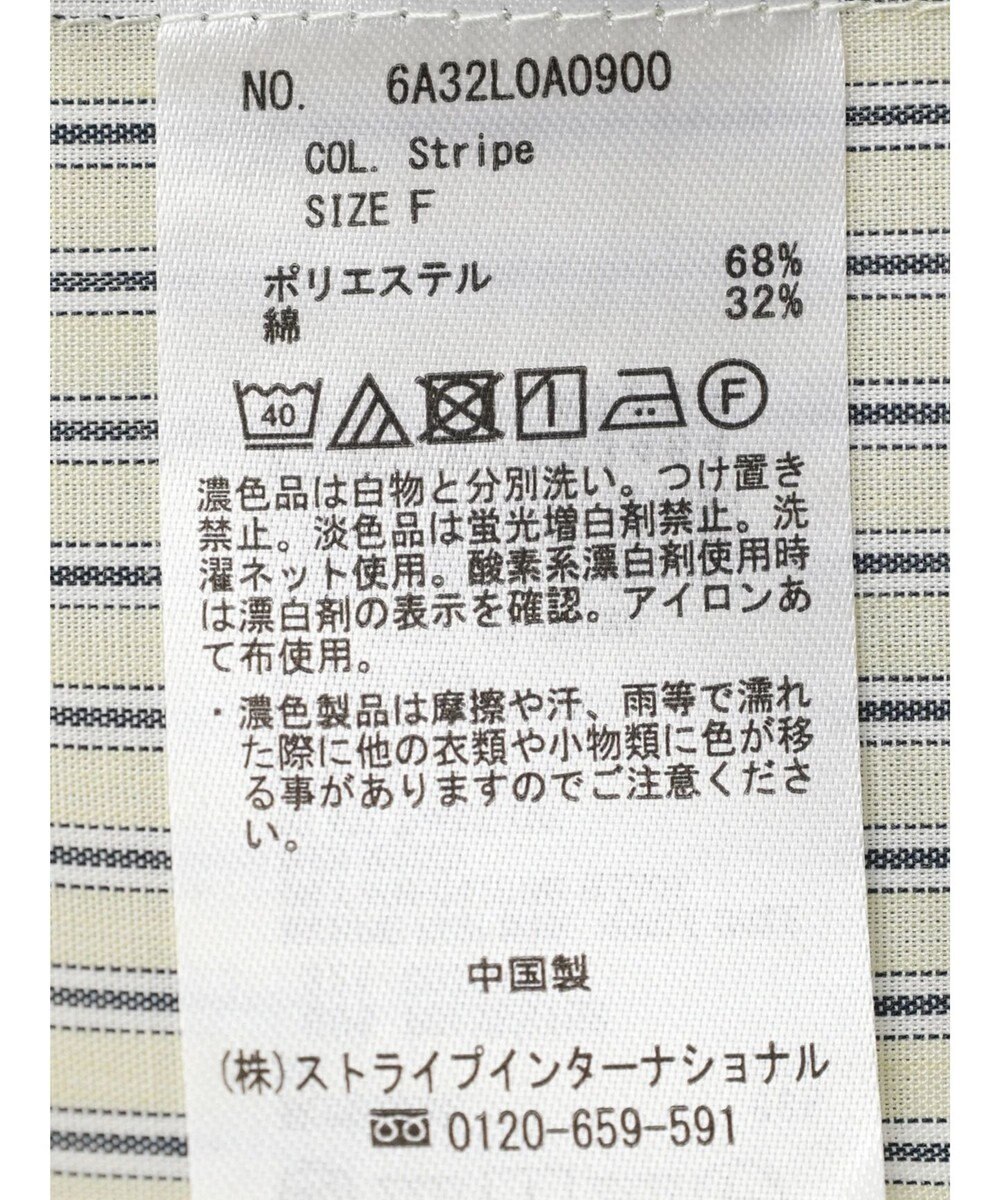 NO. 6A32L0A0900
COL. Stripe
SIZE F
ポリエステル 68%
綿 32%
40 F
濃色品は白物と分別洗い。つけ置き
禁止。淡色品は蛍光増白剤禁止。洗
濯ネット使用。酸素系漂白剤使用時
は漂白剤の表示を確認。アイロンあ
て布使用。
・濃色製品は摩擦や汗、雨等で濡れ
た際に他の衣類や小物類に色が移
る事がありますのでご注意くださ
い。
中国製
(株)ストライプインターナショナル
0120-659-591